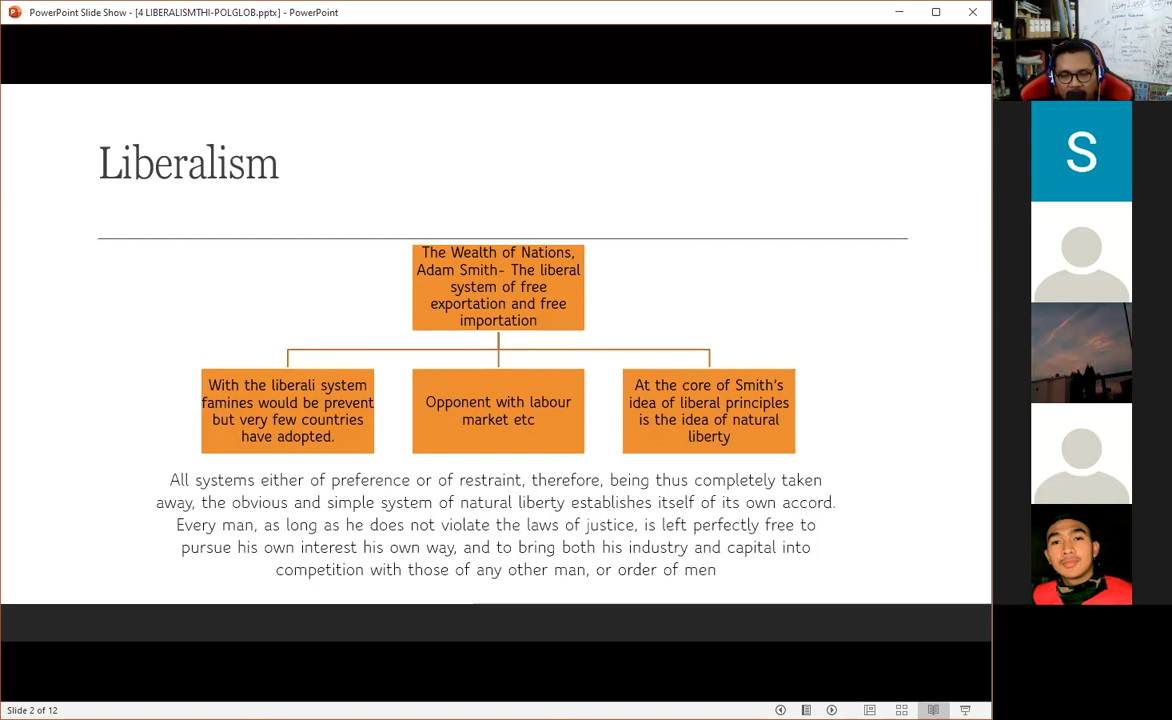 PowerPoint Slide Show - [4 LIBERALISMTHI-POLGLOB.pptx] - PowerPoint
Liberalism
The Wealth of Nations,
Adam Smith- The liberal
system of free
exportation and free
importation
With the liberali system
famines would be prevent
but very few countries
have adopted.
Opponent with labour
market etc
At the core of Smith's
idea of liberal principles
is the idea of natural
liberty
All systems either of preference or of restraint, therefore, being thus completely taken
away, the obvious and simple system of natural liberty establishes itself of its own accord.
Every man, as long as he does not violate the laws of justice, is left perfectly free to
pursue his own interest his own way, and to bring both his industry and capital into
competition with those of any other man, or order of men
S
Slide 2 of 12